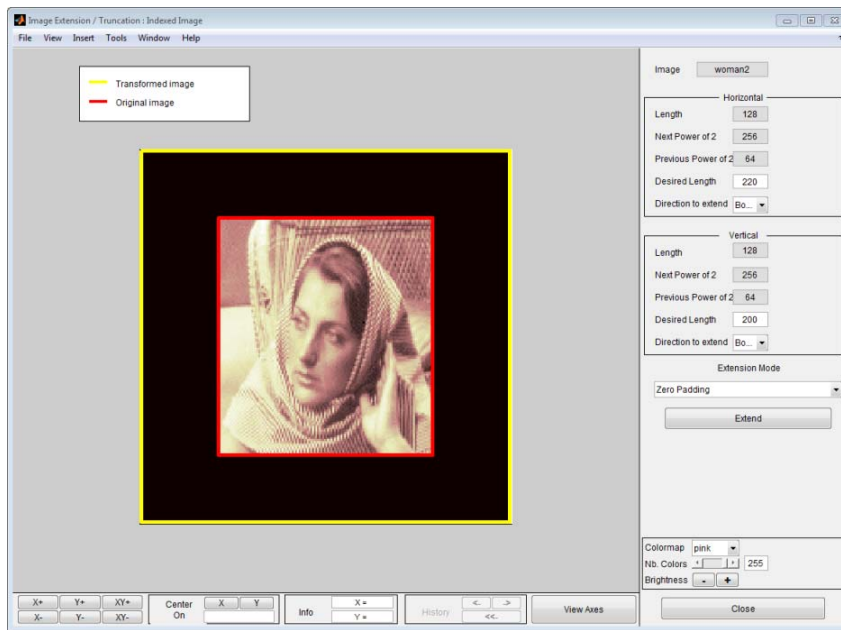 Image Extension / Truncation : Indexed Image
File View Insert Tools Window Help
Transformed image
Original image
Image woman2
Horizontal
Length 128
Next Power of 2 256
Previous Power of 2 64
Desired Length 220
Direction to extend Bo...
Vertical
Length 128
Next Power of 2 256
Previous Power of 2 64
Desired Length 200
Direction to extend Bo...
Extension Mode
Zero Padding
Extend
Colormap pink
Nb. Colors 255
Brightness - +
X+ Y+ XY+
X- Y- XY-
Center
On
X Y
Info
X =
Y =
History
<- ->
<<-
View Axes
Close